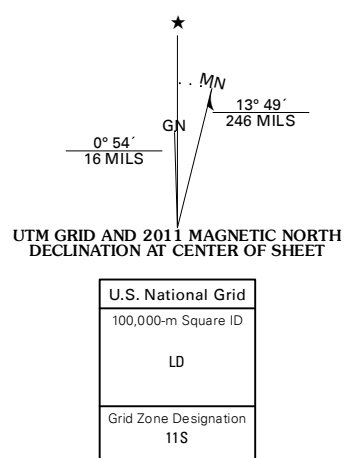 ★
MN
GN
13° 49´
246 MILS
0° 54´
16 MILS
UTM GRID AND 2011 MAGNETIC NORTH
DECLINATION AT CENTER OF SHEET
U.S. National Grid
100,000-m Square ID
LD
Grid Zone Designation
11S